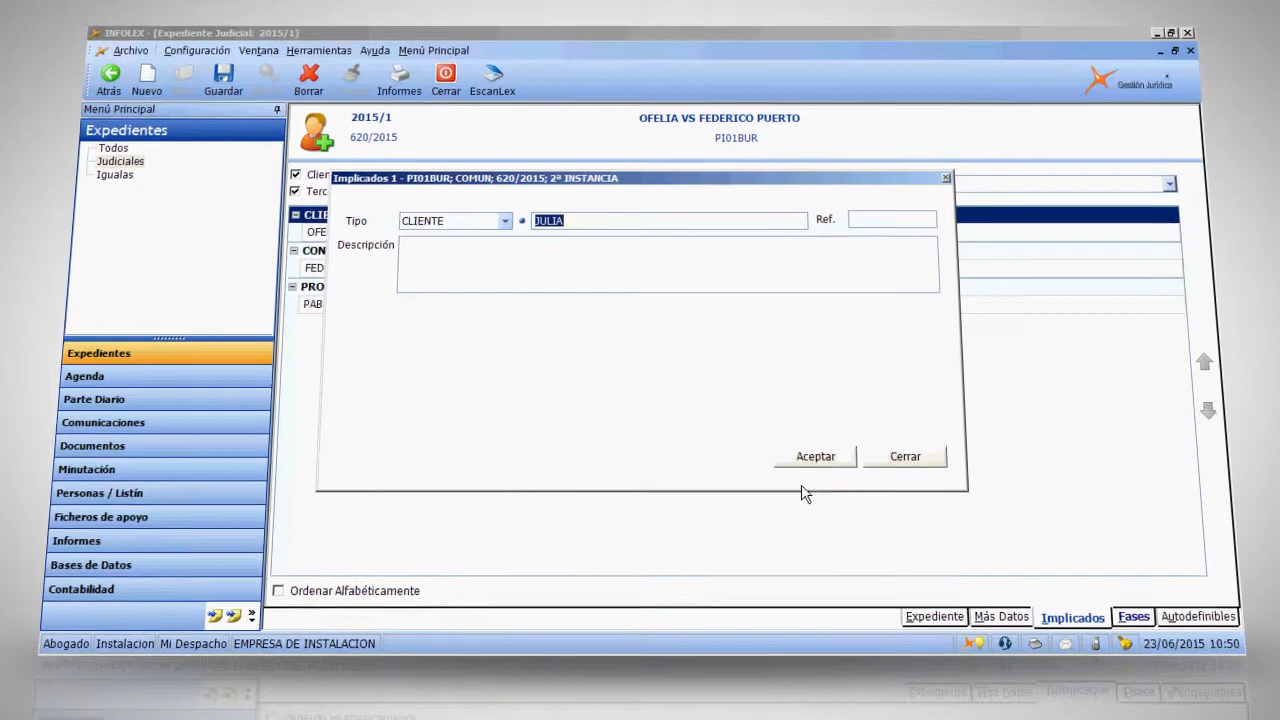 INFOLEX - [Expediente Judicial: 2015/1]
Archivo Configuración Ventana Herramientas Ayuda Menú Principal
Atrás Nuevo Guardar Borrar Informes Cerrar EscanLex
Gestión Jurídica
Menú Principal
Expedientes
Todos
Judiciales
Igualas
2015/1
620/2015
OFELIA VS FEDERICO PUERTO
PI01BUR
Clien
Terc
CLIE
OFE
CON
FED
PRO
PAB
Implicados 1 - PI01BUR; COMUN; 620/2015; 2ª INSTANCIA
Tipo CLIENTE JULIA Ref.
Descripción
Aceptar Cerrar
Expedientes
Agenda
Parte Diario
Comunicaciones
Documentos
Minutación
Personas / Listín
Ficheros de apoyo
Informes
Bases de Datos
Contabilidad
Ordenar Alfabéticamente
Expediente Más Datos Implicados Fases Autodefinibles
Abogado Instalacion Mi Despacho EMPRESA DE INSTALACION 23/06/2015 10:50